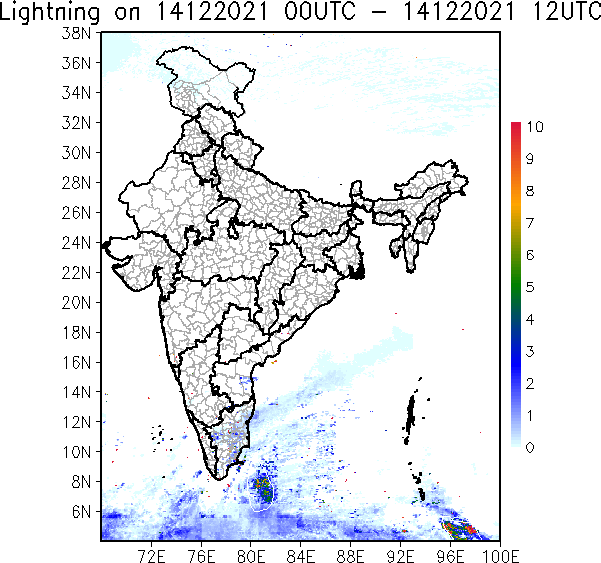 Lightning on 14122021 00UTC – 14122021 12UTC
38N
36N
34N
32N
30N
28N
26N
24N
22N
20N
18N
16N
14N
12N
10N
8N
6N
72E 76E 80E 84E 88E 92E 96E 100E
10
9
8
7
6
5
4
3
2
1
0